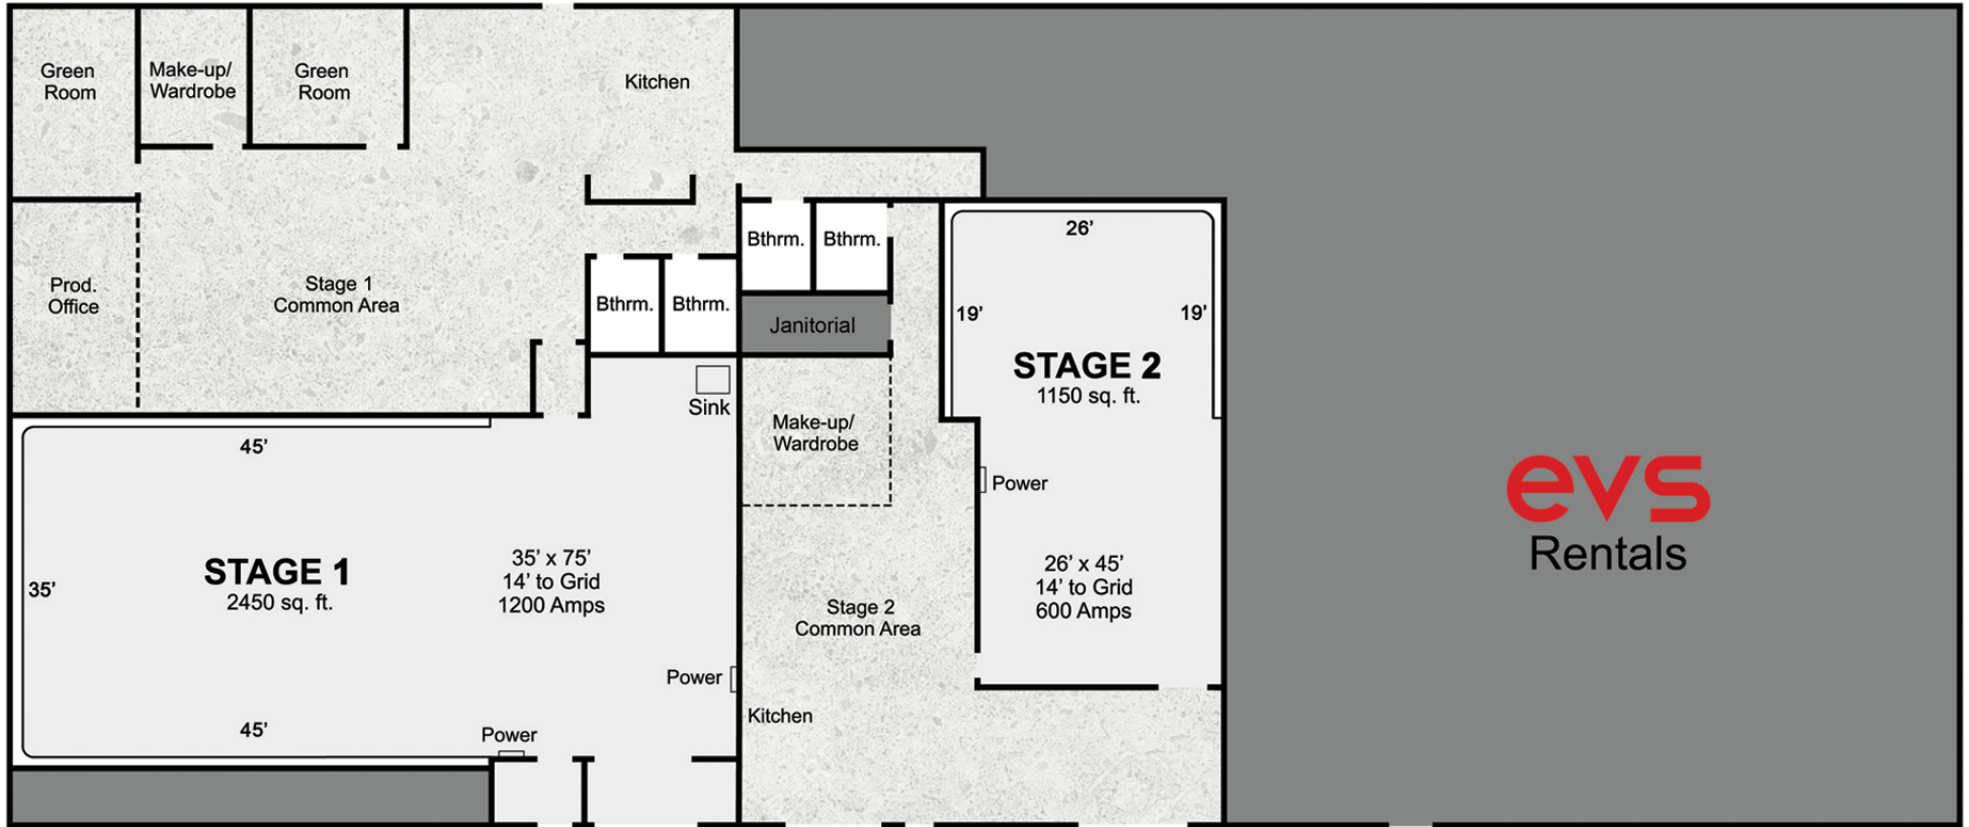 Green
Room
Make-up/
Wardrobe
Green
Room
Kitchen
Prod.
Office
Stage 1
Common Area
Bthrm.
Bthrm.
Bthrm.
Bthrm.
Janitorial
Sink
Make-up/
Wardrobe
26’
19’
19’
STAGE 2
1150 sq. ft.
Power
26’ x 45’
14’ to Grid
600 Amps
45’
35’
STAGE 1
2450 sq. ft.
35’ x 75’
14’ to Grid
1200 Amps
Power
45’
Power
Stage 2
Common Area
Kitchen
evs
Rentals